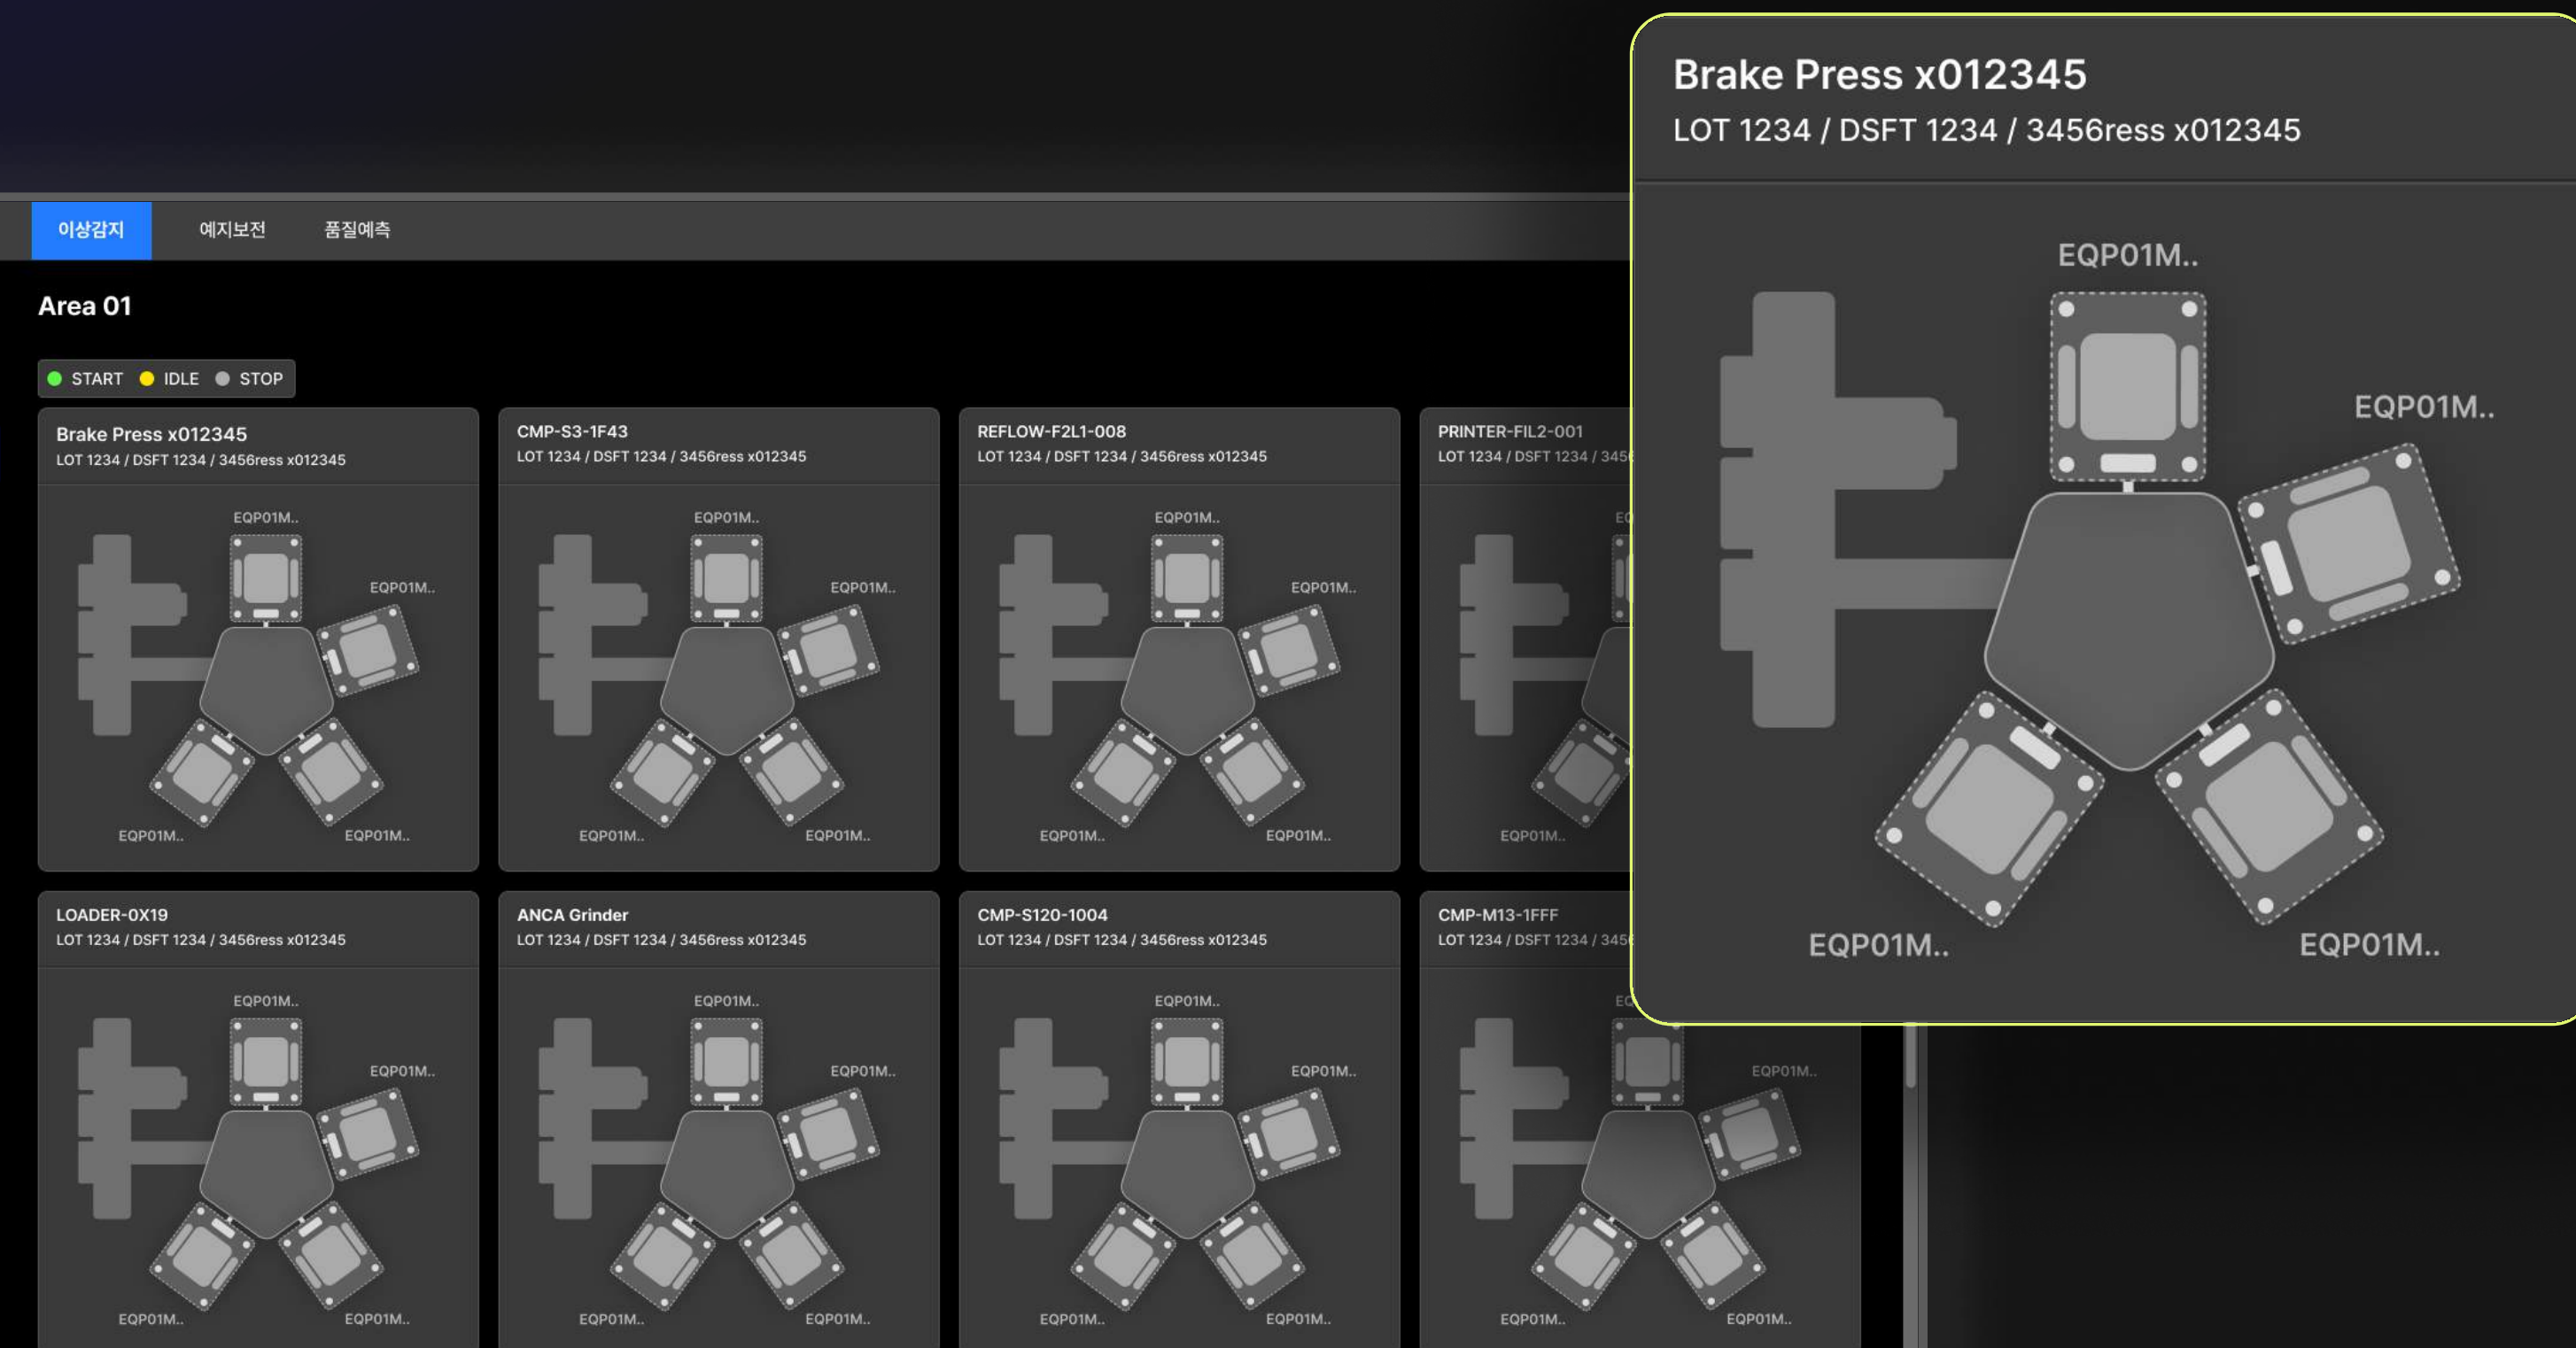 이상감지 예지보전 품질예측
Area 01
START IDLE STOP
Brake Press x012345
LOT 1234 / DSFT 1234 / 3456ress x012345
EQP01M..
EQP01M..
EQP01M..
EQP01M..
CMP-S3-1F43
LOT 1234 / DSFT 1234 / 3456ress x012345
EQP01M..
EQP01M..
EQP01M..
EQP01M..
REFLOW-F2L1-008
LOT 1234 / DSFT 1234 / 3456ress x012345
EQP01M..
EQP01M..
EQP01M..
EQP01M..
PRINTER-FIL2-001
LOT 1234 / DSFT 1234 / 345
EQP01M..
LOADER-0X19
LOT 1234 / DSFT 1234 / 3456ress x012345
EQP01M..
EQP01M..
EQP01M..
EQP01M..
ANCA Grinder
LOT 1234 / DSFT 1234 / 3456ress x012345
EQP01M..
EQP01M..
EQP01M..
EQP01M..
CMP-S120-1004
LOT 1234 / DSFT 1234 / 3456ress x012345
EQP01M..
EQP01M..
EQP01M..
EQP01M..
CMP-M13-1FFF
LOT 1234 / DSFT 1234 / 345
EQP01M..
EQP01M..
EQP01M..
Brake Press x012345
LOT 1234 / DSFT 1234 / 3456ress x012345
EQP01M..
EQP01M..
EQP01M..
EQP01M..